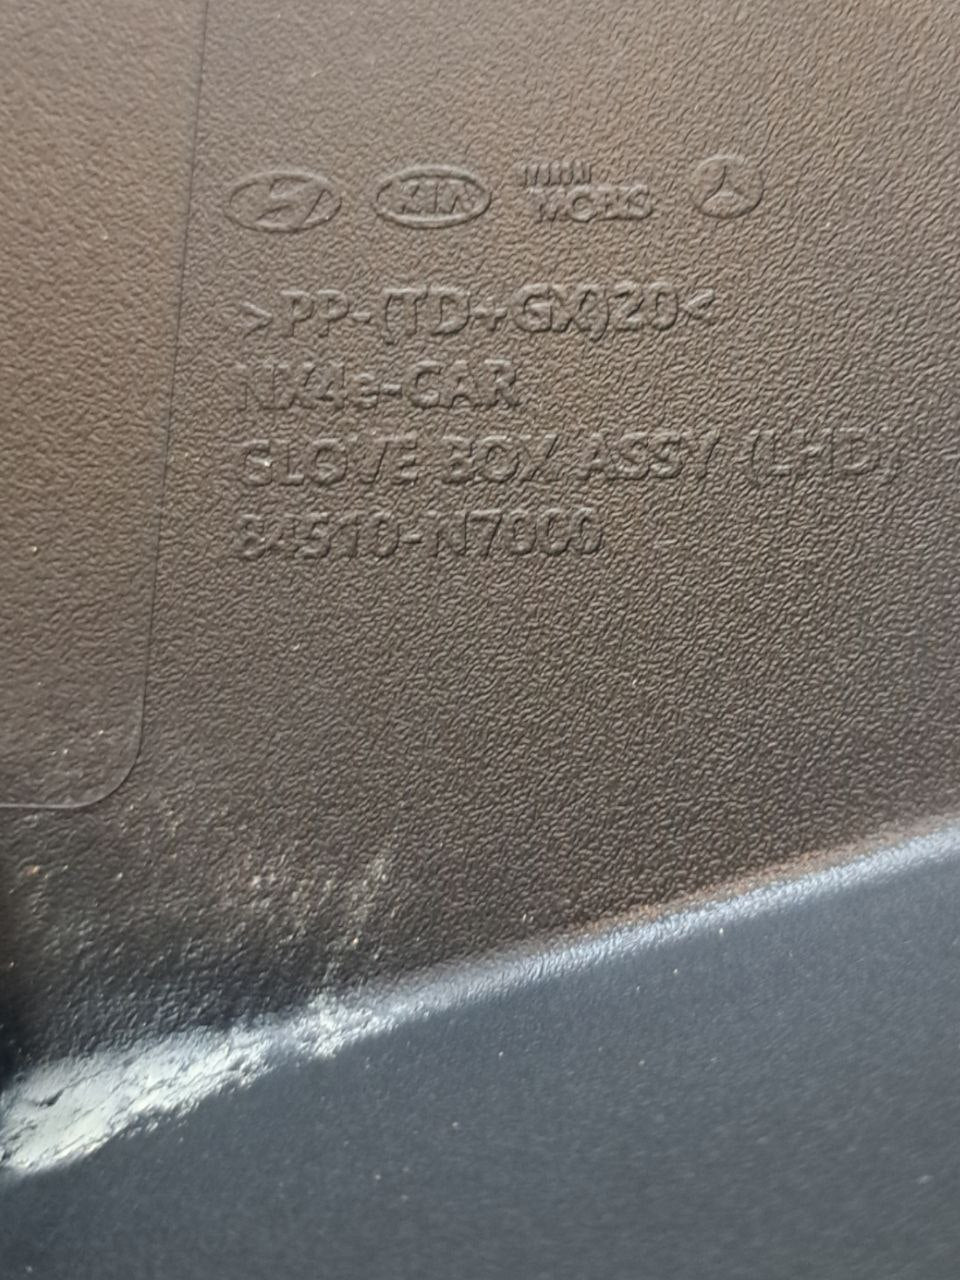 KIA MOBIS
>PP-(TD+GX)20<
NX4e-CAR
GLOVE BOX ASSY (LHD)
84510-N7000